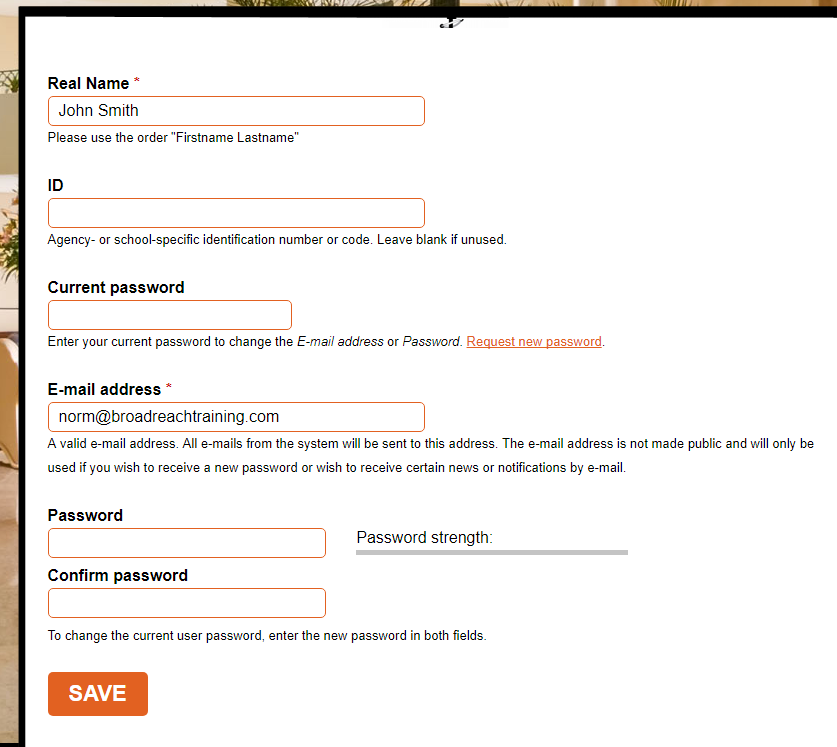 Real Name *
John Smith
Please use the order "Firstname Lastname"
ID
Agency- or school-specific identification number or code. Leave blank if unused.
Current password
Enter your current password to change the E-mail address or Password. Request new password.
E-mail address *
norm@broadreachtraining.com
A valid e-mail address. All e-mails from the system will be sent to this address. The e-mail address is not made public and will only be
used if you wish to receive a new password or wish to receive certain news or notifications by e-mail.
Password
Password strength:
Confirm password
To change the current user password, enter the new password in both fields.
SAVE